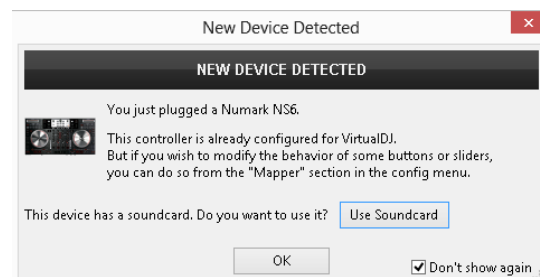 New Device Detected
NEW DEVICE DETECTED
You just plugged a Numark NS6.
This controller is already configured for VirtualDJ.
But if you wish to modify the behavior of some buttons or sliders,
you can do so from the "Mapper" section in the config menu.
This device has a soundcard. Do you want to use it? Use Soundcard
OK
Don't show again